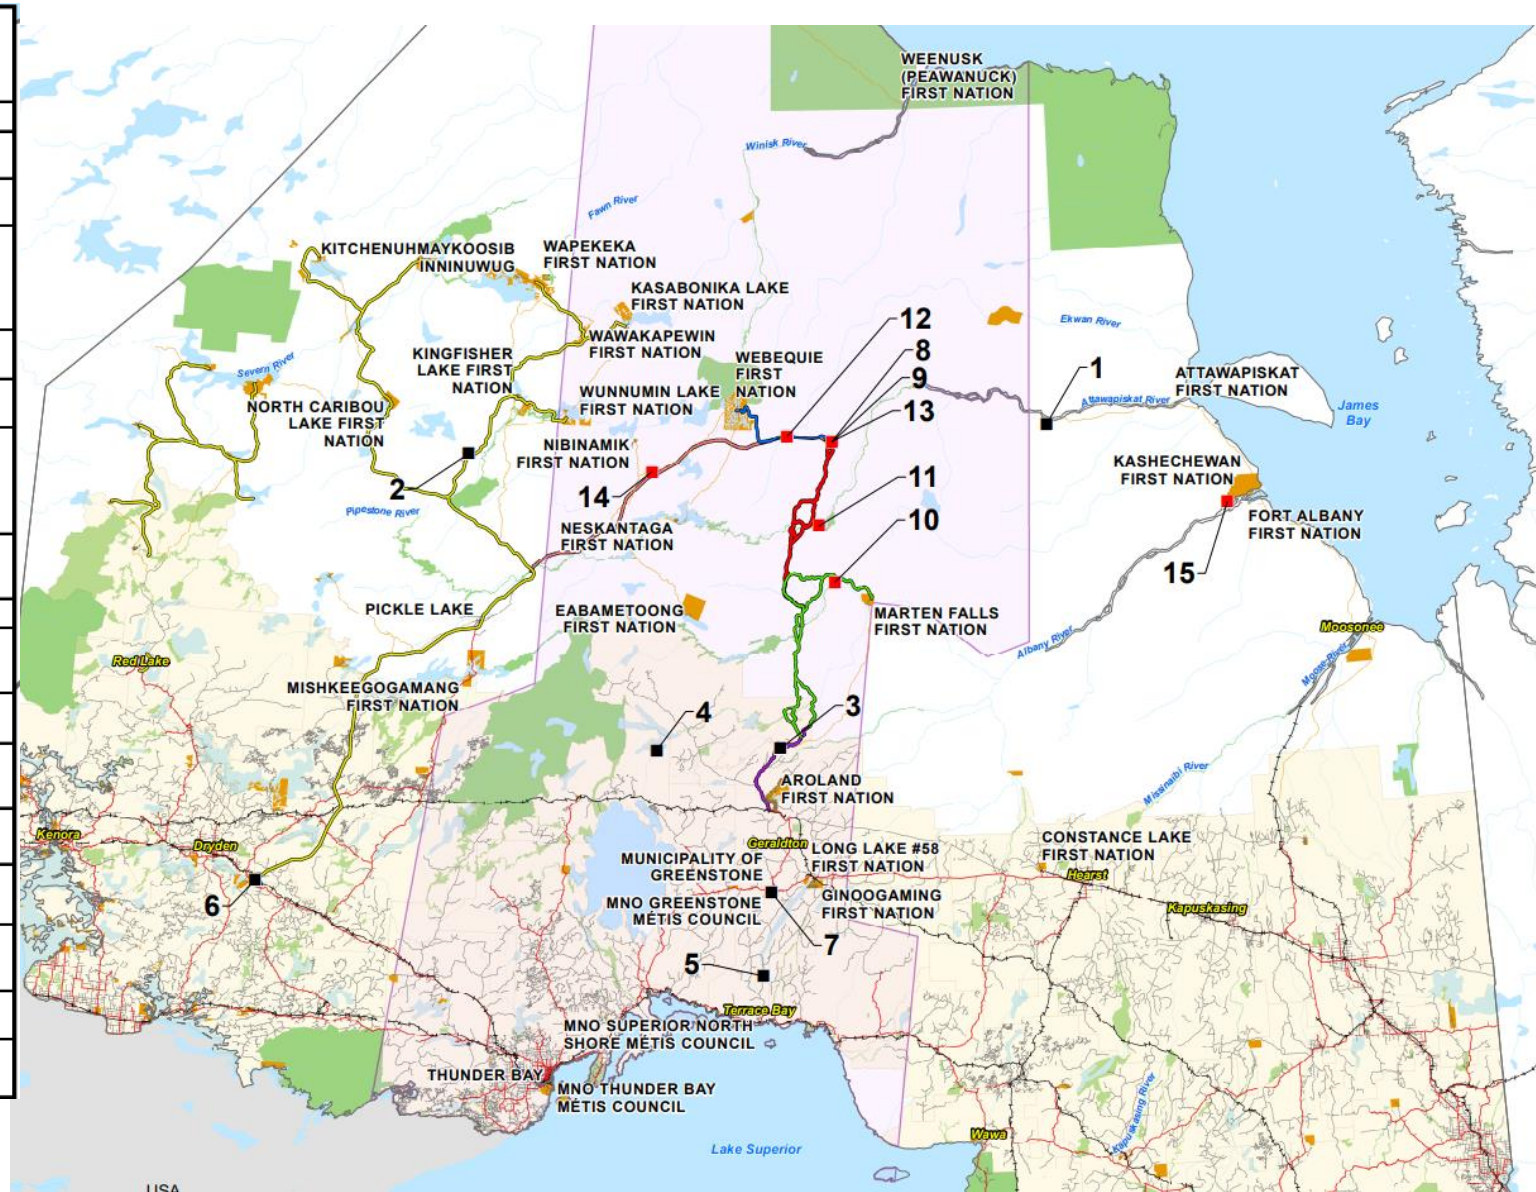 WEENUSK
(PEAWANUCK)
FIRST NATION
Winisk River
Fawn River
KITCHENUHMAYKOOSIB
INNINUWUG
WAPEKEKA
FIRST NATION
KASABONIKA LAKE
FIRST NATION
12
Ekwan River
WAWAKAPEWIN
FIRST NATION
8
KINGFISHER
LAKE FIRST
NATION
WEBEQUIE
FIRST
NATION
9
1
ATTAWAPISKAT
FIRST NATION
Severn River
WUNNUMIN LAKE
FIRST NATION
Attawapiskat River
James
Bay
NORTH CARIBOU
LAKE FIRST
NATION
13
NIBINAMIK
FIRST NATION
KASHECHEWAN
FIRST NATION
2
14
11
Pipestone River
NESKANTAGA
FIRST NATION
10
FORT ALBANY
FIRST NATION
15
PICKLE LAKE
EABAMETOONG
FIRST NATION
MARTEN FALLS
FIRST NATION
Albany River
Moosonee
Moose River
Red Lake
MISHKEEGOGAMANG
FIRST NATION
4
3
AROLAND
FIRST NATION
Missinaibi River
Kenora
Dryden
Geraldton
LONG LAKE #58
FIRST NATION
CONSTANCE LAKE
FIRST NATION
MUNICIPALITY OF
GREENSTONE
Hearst
6
MNO GREENSTONE
MÉTIS COUNCIL
GINOOGAMING
FIRST NATION
Kapuskasing
7
5
Terrace Bay
MNO SUPERIOR NORTH
SHORE MÉTIS COUNCIL
THUNDER BAY
MNO THUNDER BAY
MÉTIS COUNCIL
Kapuskasing River
Wawa
Lake Superior
USA